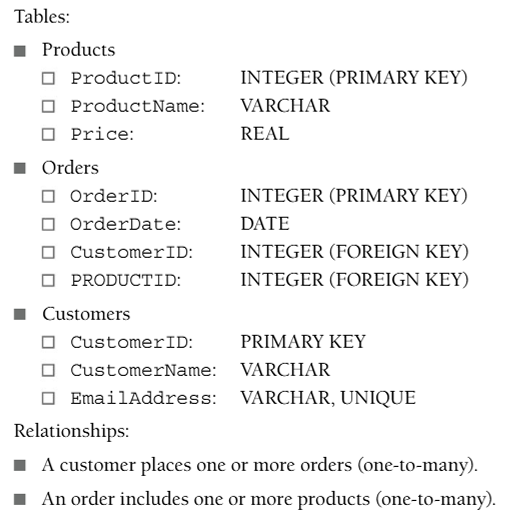 Tables:
Products
ProductID: INTEGER (PRIMARY KEY)
ProductName: VARCHAR
Price: REAL
Orders
OrderID: INTEGER (PRIMARY KEY)
OrderDate: DATE
CustomerID: INTEGER (FOREIGN KEY)
PRODUCTID: INTEGER (FOREIGN KEY)
Customers
CustomerID: PRIMARY KEY
CustomerName: VARCHAR
EmailAddress: VARCHAR, UNIQUE
Relationships:
A customer places one or more orders (one-to-many).
An order includes one or more products (one-to-many).